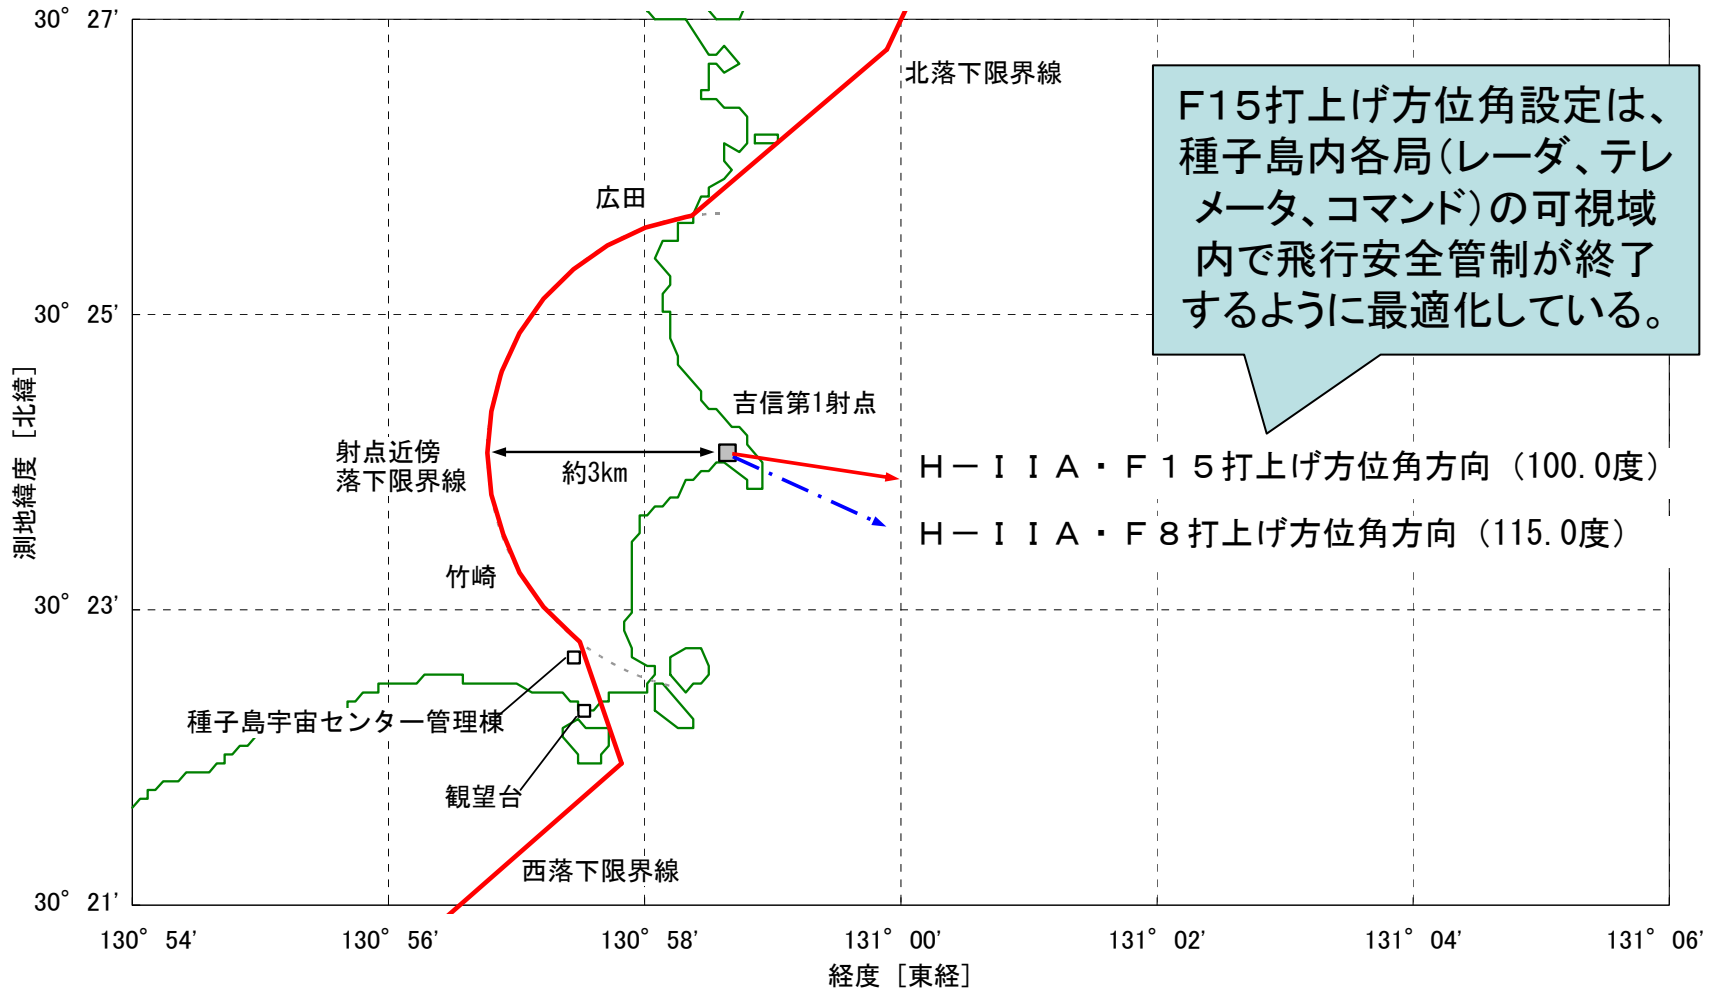 30° 27'
北落下限界線
F15打上げ方位角設定は、
種子島内各局(レーダ、テレ
メータ、コマンド)の可視域
内で飛行安全管制が終了
するように最適化している。
広田
30° 25'
吉信第1射点
測地緯度 [北緯]
射点近傍
落下限界線
約3km
H-ⅡA・F15打上げ方位角方向 (100.0度)
H-ⅡA・F8打上げ方位角方向 (115.0度)
竹崎
30° 23'
種子島宇宙センター管理棟
観望台
西落下限界線
30° 21'
130° 54'
130° 56'
130° 58'
131° 00'
131° 02'
131° 04'
131° 06'
経度 [東経]